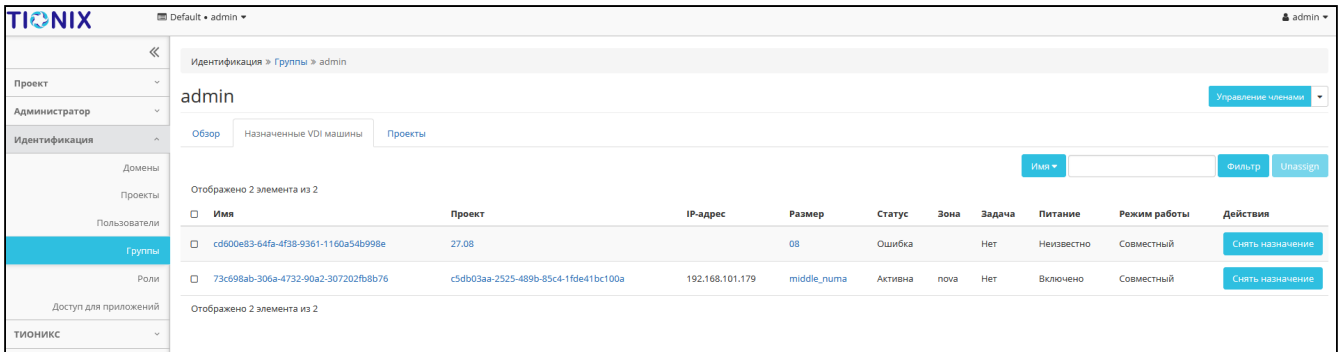 TIONIX
Default • admin
admin
Идентификация » Группы » admin
Проект
Администратор
Идентификация
Домены
Проекты
Пользователи
Группы
Роли
Доступ для приложений
ТИОНИКС
admin
Управление членами
Обзор Назначенные VDI машины Проекты
Имя Фильтр Unassign
Отображено 2 элемента из 2
Имя Проект IP-адрес Размер Статус Зона Задача Питание Режим работы Действия
cd600e83-64fa-4f38-9361-1160a54b998e 27.08 08 Ошибка Нет Неизвестно Совместный Снять назначение
73c698ab-306a-4732-90a2-307202fb8b76 c5db03aa-2525-489b-85c4-1fde41bc100a 192.168.101.179 middle_numa Активна nova Нет Включено Совместный Снять назначение
Отображено 2 элемента из 2